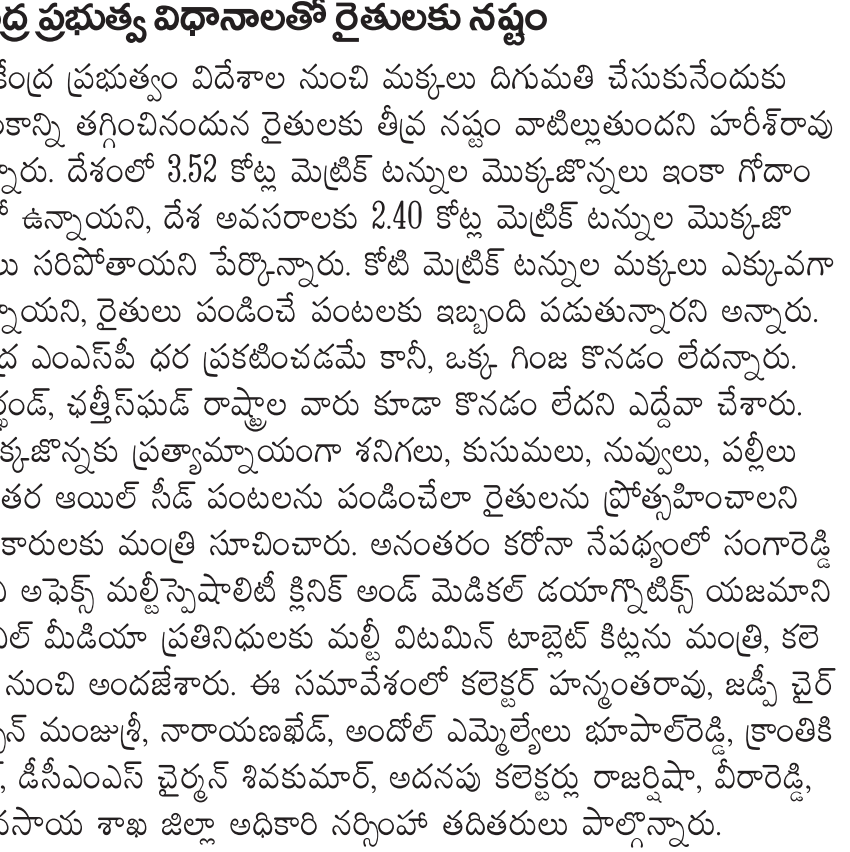 ంద్ర ప్రభుత్వ విధానాలతో రైతులకు నష్టం
కేంద్ర ప్రభుత్వం విదేశాల నుంచి మక్కలు దిగుమతి చేసుకునేందుకు
ంకాన్ని తగ్గించినందున రైతులకు తీవ్ర నష్టం వాటిల్లుతుందని హరీశ్‌రావు
న్నారు. దేశంలో 3.52 కోట్ల మెట్రిక్ టన్నుల మొక్కజొన్నలు ఇంకా గోదాం
లో ఉన్నాయని, దేశ అవసరాలకు 2.40 కోట్ల మెట్రిక్ టన్నుల మొక్కజొ
లు సరిపోతాయని పేర్కొన్నారు. కోటి మెట్రిక్ టన్నుల మక్కలు ఎక్కువగా
న్నాయని, రైతులు పండించే పంటలకు ఇబ్బంది పడుతున్నారని అన్నారు.
ద్ర ఎంఎస్‌పీ ధర ప్రకటించడమే కానీ, ఒక్క గింజ కొనడం లేదన్నారు.
ర్ఖండ్, ఛత్తీస్‌ఘడ్ రాష్ట్రాల వారు కూడా కొనడం లేదని ఎద్దేవా చేశారు.
క్కజొన్నకు ప్రత్యామ్నాయంగా శనిగలు, కుసుమలు, నువ్వులు, పల్లీలు
తర ఆయిల్ సీడ్ పంటలను పండించేలా రైతులను ప్రోత్సహించాలని
కారులకు మంత్రి సూచించారు. అనంతరం కరోనా నేపథ్యంలో సంగారెడ్డి
ని అఫెక్స్ మల్టీస్పెషాలిటీ క్లినిక్ అండ్ మెడికల్ డయాగ్నొటిక్స్ యజమాని
ల్ మీడియా ప్రతినిధులకు మల్టీ విటమిన్ టాబ్లెట్ కిట్లను మంత్రి, కలె
నుంచి అందజేశారు. ఈ సమావేశంలో కలెక్టర్ హన్మంతరావు, జడ్పీ చైర్
న్ మంజుశ్రీ, నారాయణఖేడ్, అందోల్ ఎమ్మెల్యేలు భూపాల్‌రెడ్డి, క్రాంతికి
, డీసీఎంఎస్ చైర్మన్ శివకుమార్, అదనపు కలెక్టర్లు రాజర్షిషా, వీరారెడ్డి,
వసాయ శాఖ జిల్లా అధికారి నర్సింహా తదితరులు పాల్గొన్నారు.